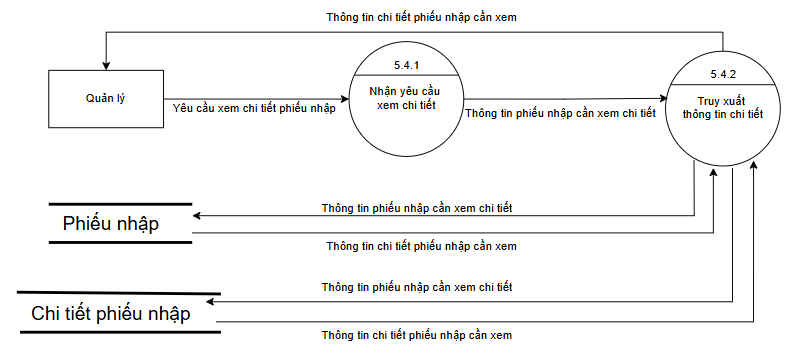 Thông tin chi tiết phiếu nhập cần xem
Quản lý
Yêu cầu xem chi tiết phiếu nhập
5.4.1
Nhận yêu cầu
xem chi tiết
Thông tin phiếu nhập cần xem chi tiết
5.4.2
Truy xuất
thông tin chi tiết
Phiếu nhập
Thông tin phiếu nhập cần xem chi tiết
Thông tin chi tiết phiếu nhập cần xem
Chi tiết phiếu nhập
Thông tin phiếu nhập cần xem chi tiết
Thông tin chi tiết phiếu nhập cần xem